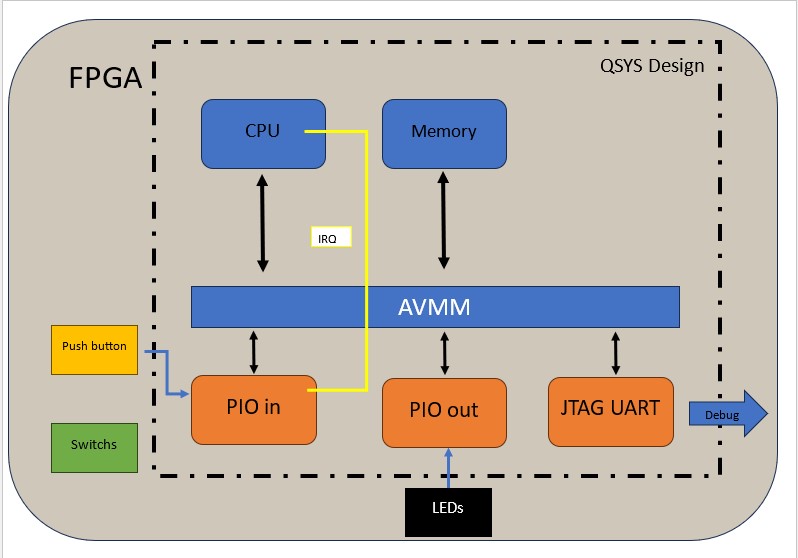 FPGA
QSYS Design
CPU
Memory
IRQ
AVMM
Push button
PIO in
PIO out
JTAG UART
Debug
Switchs
LEDs